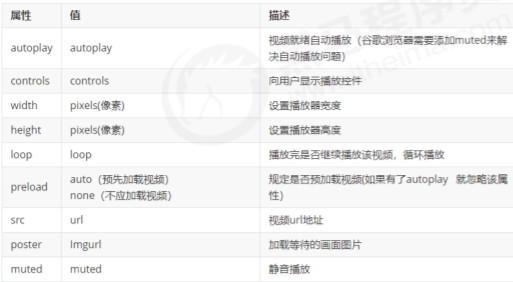 属性 值 描述
autoplay autoplay 视频就绪自动播放（谷歌浏览器需要添加muted来解
决自动播放问题）
controls controls 向用户显示播放控件
width pixels(像素) 设置播放器宽度
height pixels(像素) 设置播放器高度
loop loop 播放完是否继续播放该视频，循环播放
preload auto（预先加载视频）
none（不应加载视频） 规定是否预加载视频(如果有了autoplay 就忽略该属
性)
src url 视频url地址
poster Imgurl 加载等待的画面图片
muted muted 静音播放